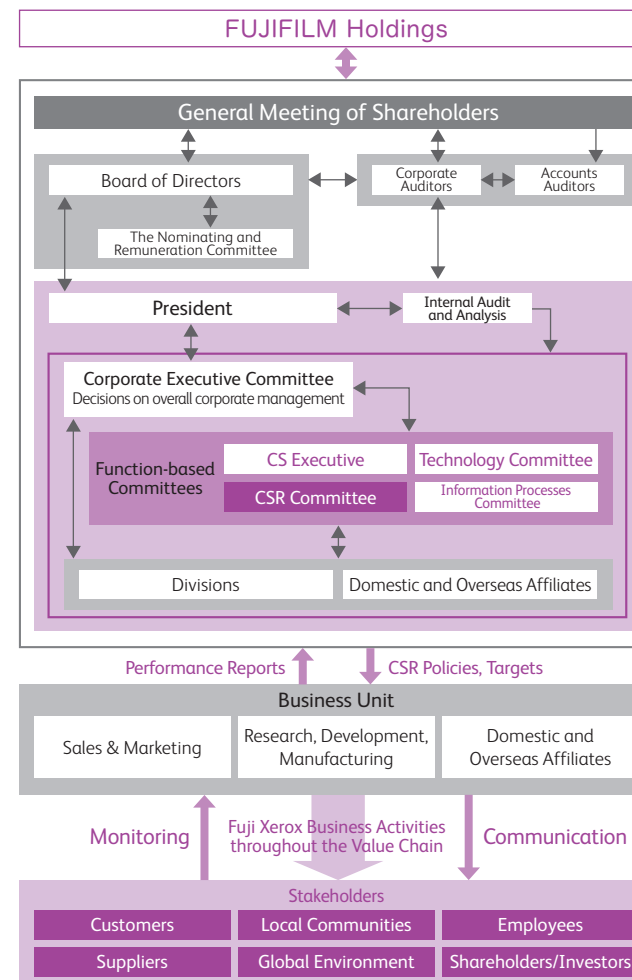 FUJIFILM Holdings
General Meeting of Shareholders
Board of Directors
Corporate
Auditors
Accounts
Auditors
The Nominating and
Remuneration Committee
President
Internal Audit
and Analysis
Corporate Executive Committee
Decisions on overall corporate management
Function-based
Committees
CS Executive
Technology Committee
CSR Committee
Information Processes
Committee
Divisions
Domestic and Overseas Affiliates
Performance Reports
CSR Policies, Targets
Business Unit
Sales & Marketing
Research, Development,
Manufacturing
Domestic and
Overseas Affiliates
Monitoring
Fuji Xerox Business Activities
throughout the Value Chain
Communication
Stakeholders
Customers
Local Communities
Employees
Suppliers
Global Environment
Shareholders/Investors